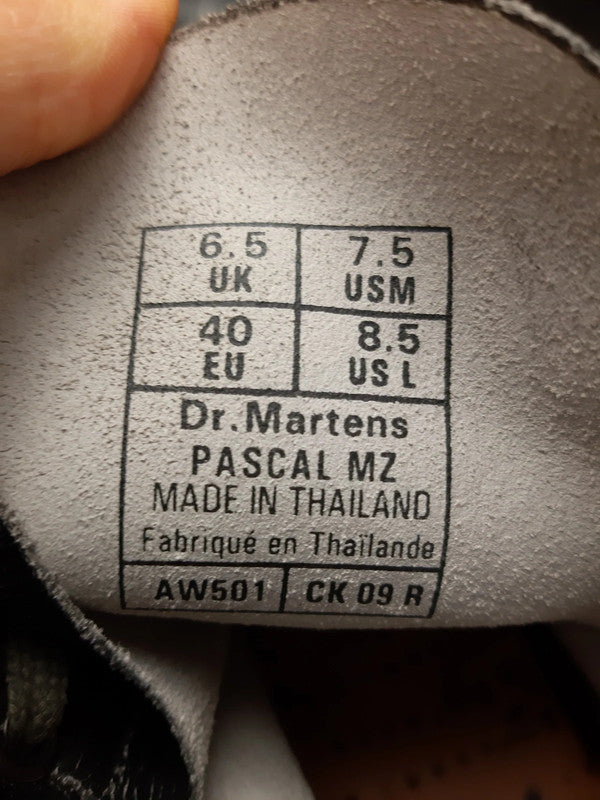 6.5 7.5
UK USM
40 8.5
EU US L
Dr.Martens
PASCAL MZ
MADE IN THAILAND
Fabriqué en Thaïlande
AW501 CK 09 R